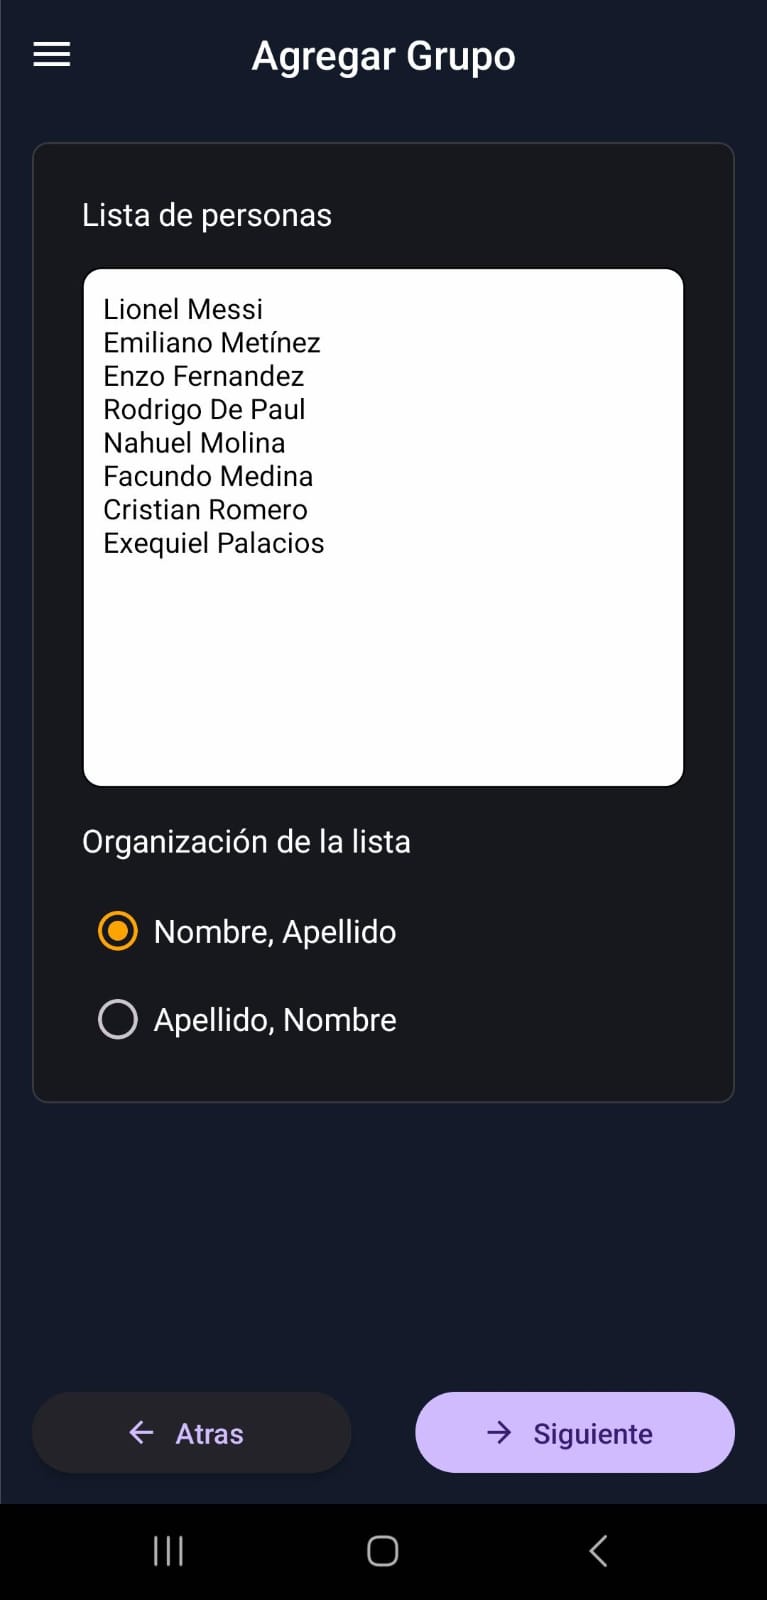 Agregar Grupo
Lista de personas
Lionel Messi
Emiliano Metínez
Enzo Fernandez
Rodrigo De Paul
Nahuel Molina
Facundo Medina
Cristian Romero
Exequiel Palacios
Organización de la lista
Nombre, Apellido
Apellido, Nombre
Atras
Siguiente